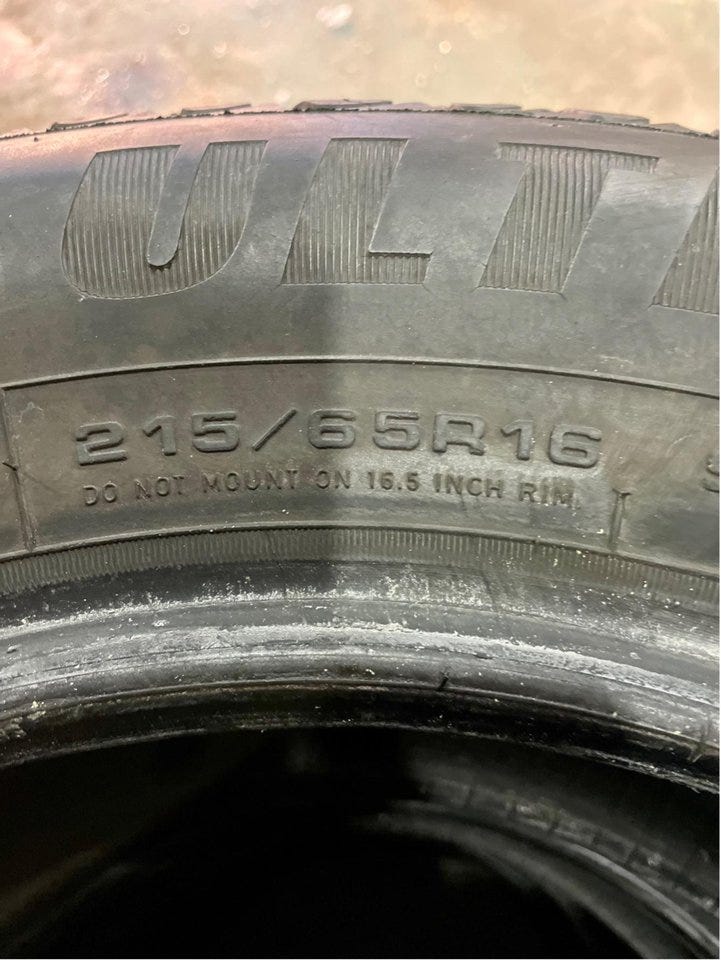 ULT
215/65R16
DO NOT MOUNT ON 16.5 INCH RIM